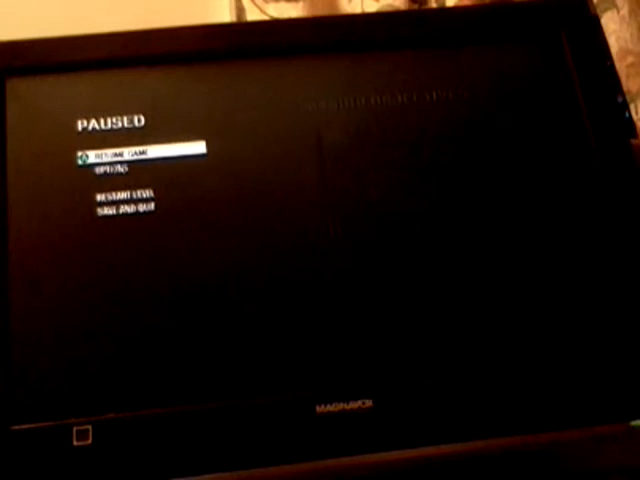 PAUSED
RESUME GAME
OPTIONS
RESTART LEVEL
SAVE AND QUIT
MAGNAVOX